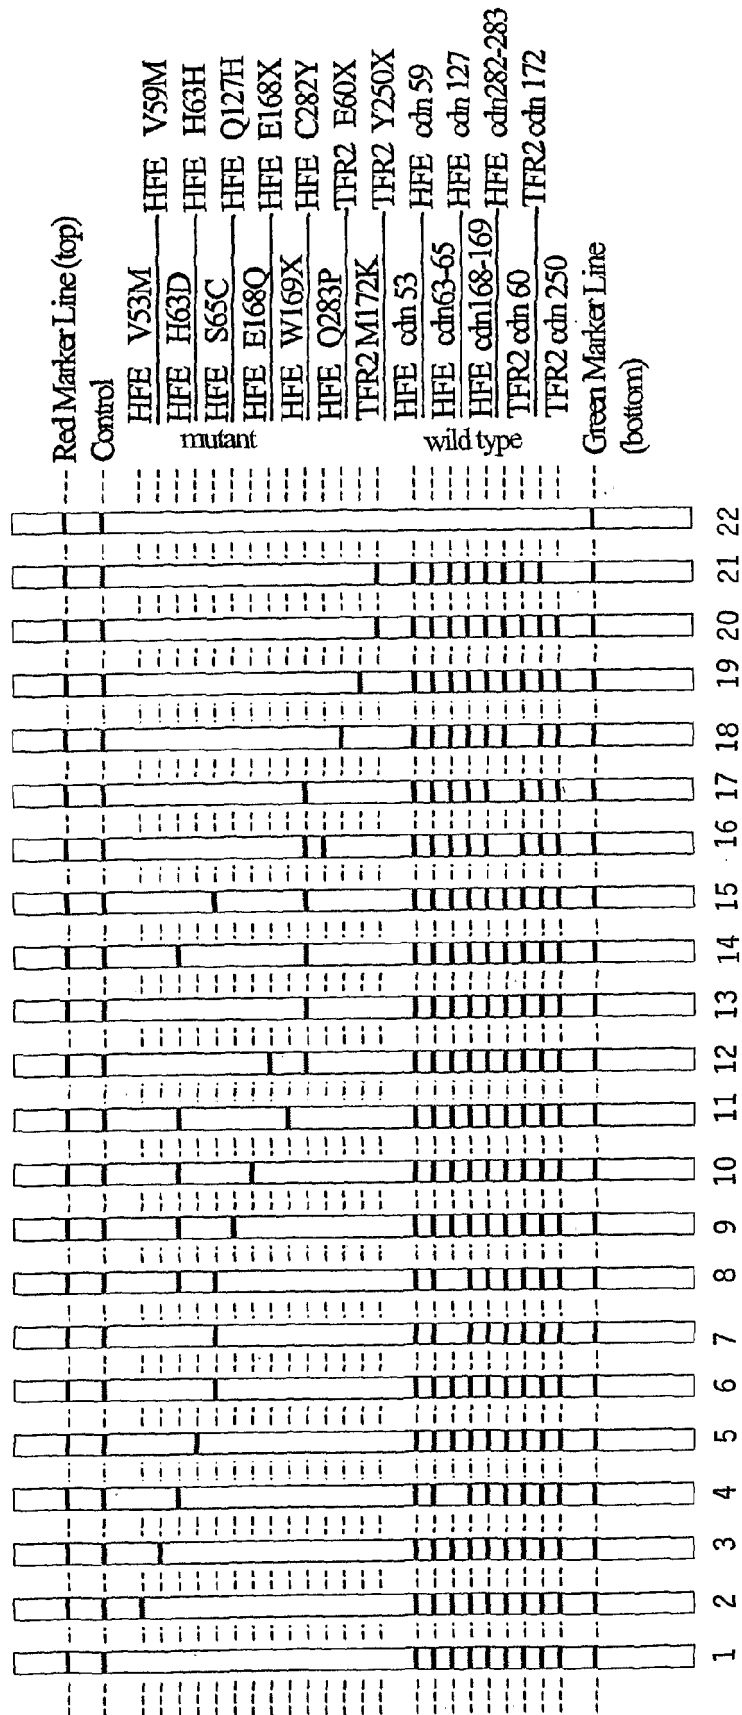 Red Marker Line (top)
Control
HFE V53M
HFE V59M
HFE H63D
HFE H63H
HFE S65C
HFE Q127H
HFE E168Q
HFE E168X
HFE W169X
HFE C282Y
HFE Q283P
TFR2 E60X
TFR2 M172K
TFR2 Y250X
mutant
HFE cdn 53
HFE cdn 59
HFE cdn63-65
HFE cdn 127
HFE cdn168-169
HFE cdn282-283
TFR2 cdn 60
TFR2 cdn 172
TFR2 cdn 250
wild type
Green Marker Line
(bottom)
1 2 3 4 5 6 7 8 9 10 11 12 13 14 15 16 17 18 19 20 21 22